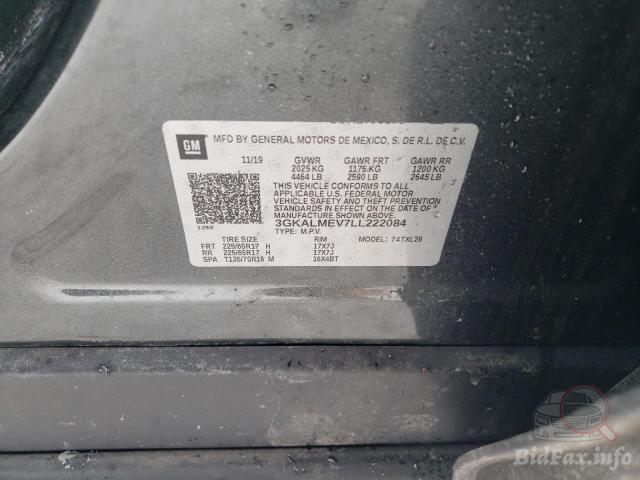 GM
MFD BY GENERAL MOTORS DE MEXICO, S. DE R.L. DE C.V.
11/19 GVWR GAWR FRT GAWR RR
2025 KG 1175 KG 1200 KG
4464 LB 2590 LB 2645 LB
THIS VEHICLE CONFORMS TO ALL
APPLICABLE U.S. FEDERAL MOTOR
VEHICLE SAFETY, BUMPER, AND THEFT PREVENTION
STANDARDS IN EFFECT ON THE DATE OF
MANUFACTURE SHOWN ABOVE.
3GKALMEV7LL222084
139X TYPE: M.P.V. MODEL: 74TXL26
TIRE SIZE RIM
FRT 225/65R17 H 17X7J
RR 225/65R17 H 17X7J
SPA T135/70R16 M 16X4BT
BidFax.info